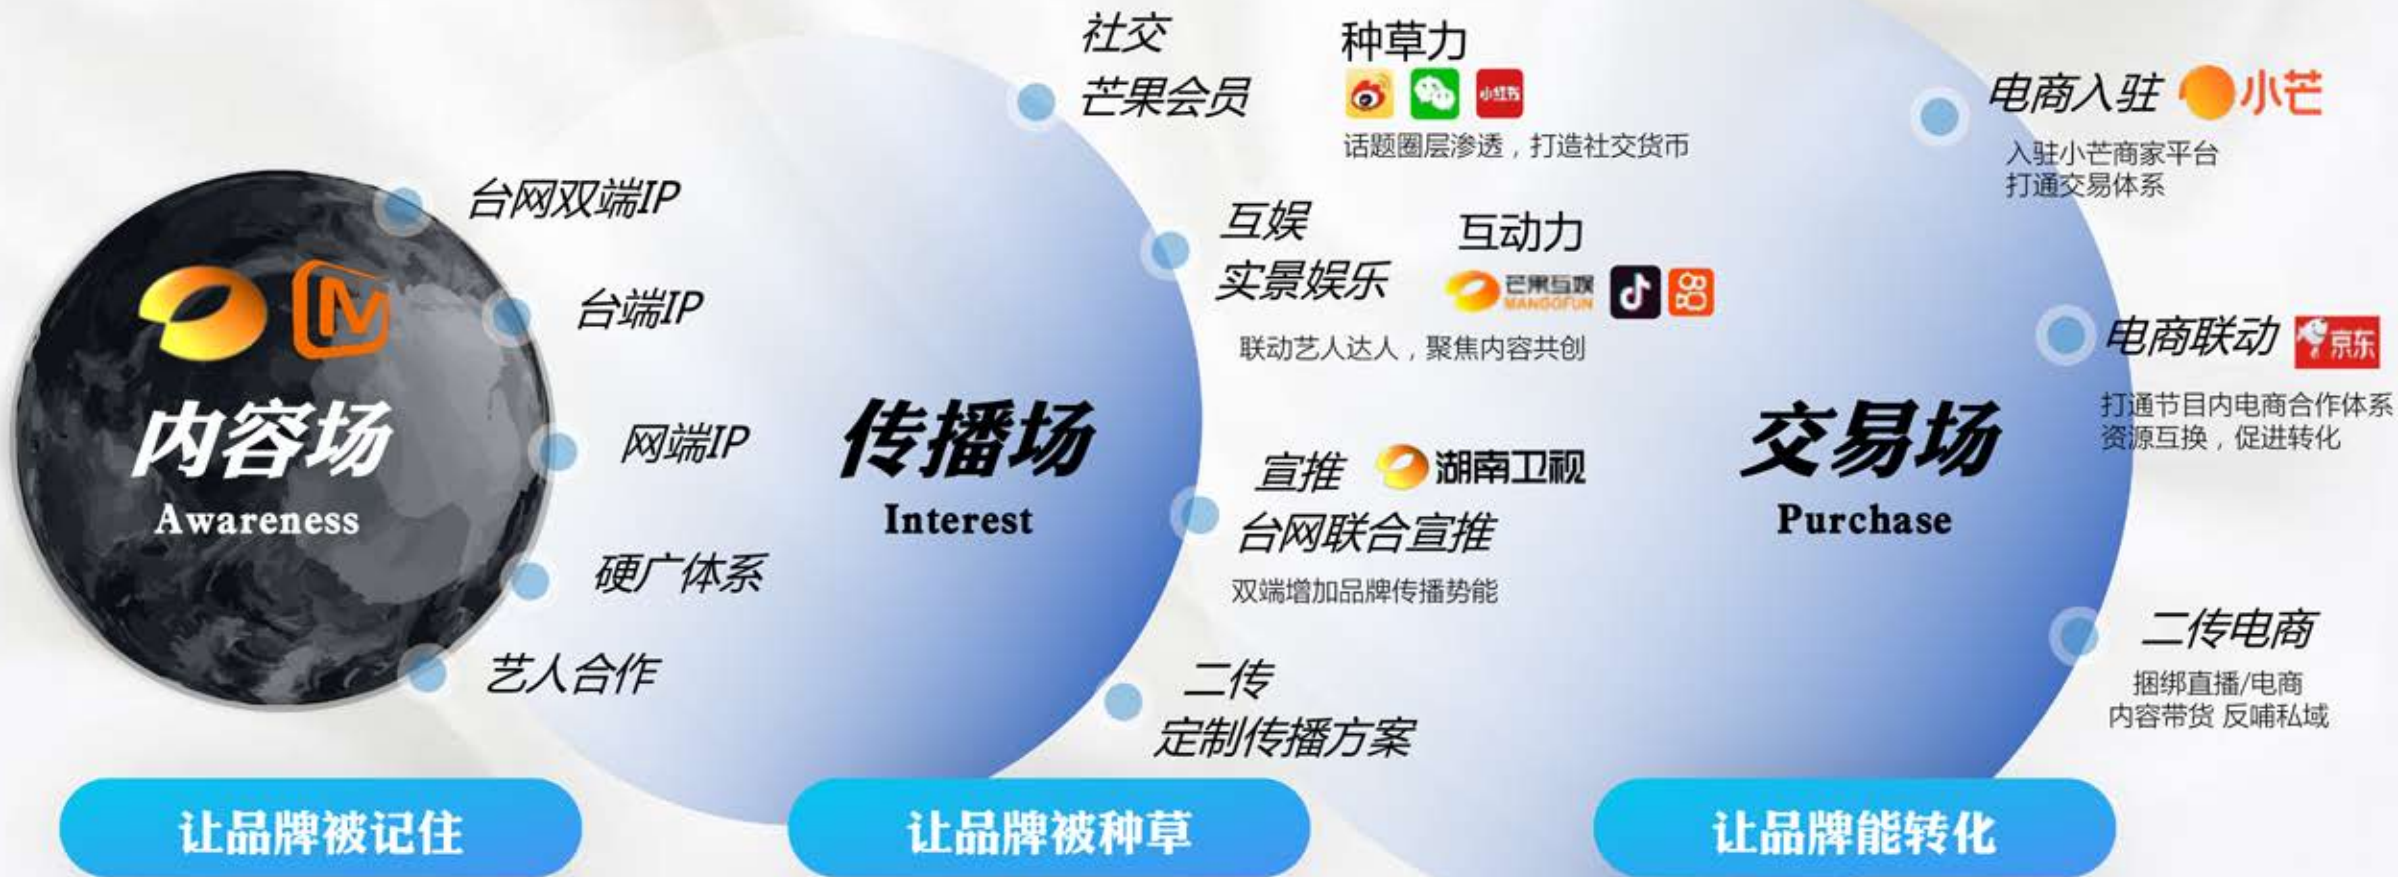 内容场
Awareness
台网双端IP
台端IP
网端IP
硬广体系
艺人合作
让品牌被记住
传播场
Interest
社交
芒果会员
种草力
小红书
话题圈层渗透，打造社交货币
互娱
实景娱乐
互动力
芒果互娱
MANGOFUN
联动艺人达人，聚焦内容共创
宣推
湖南卫视
台网联合宣推
双端增加品牌传播势能
二传
定制传播方案
让品牌被种草
交易场
Purchase
电商入驻
小芒
入驻小芒商家平台
打通交易体系
电商联动
京东
打通节目内电商合作体系
资源互换，促进转化
二传电商
捆绑直播/电商
内容带货 反哺私域
让品牌能转化